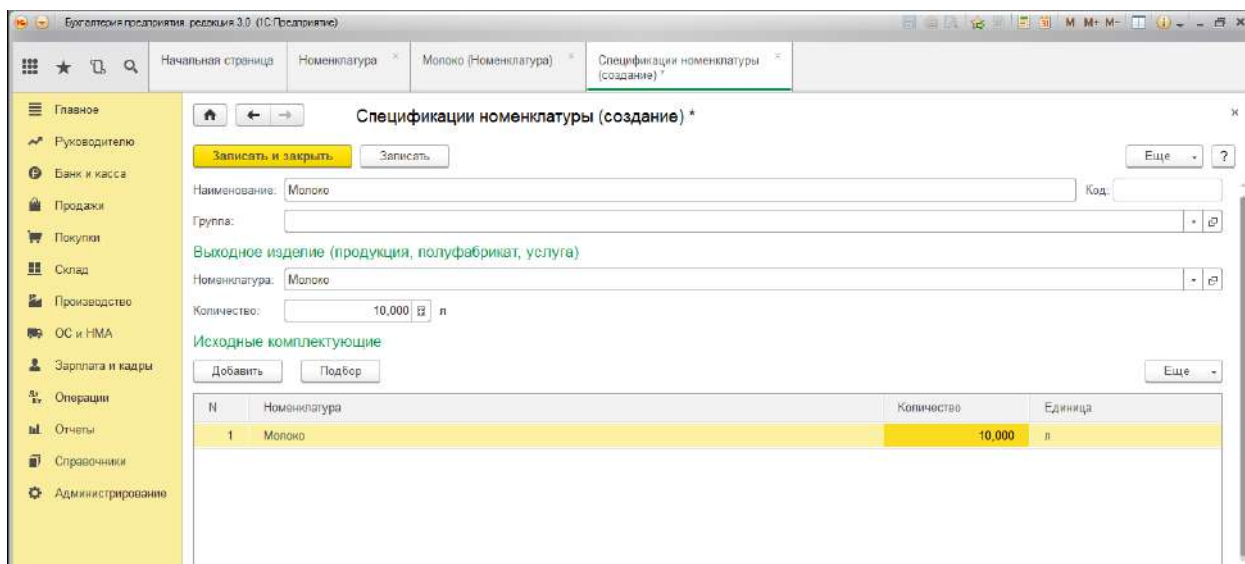 Бухгалтерия предприятия, редакция 3.0 (1С:Предприятие)
M M+ M-
Начальная страница
Номенклатура
Молоко (Номенклатура)
Спецификации номенклатуры
(создание) *
Главное
Руководителю
Банк и касса
Продажи
Покупки
Склад
Производство
ОС и НМА
Зарплата и кадры
Операции
Отчеты
Справочники
Администрирование
Спецификации номенклатуры (создание) *
Записать и закрыть
Записать
Еще
?
Наименование: Молоко
Код:
Группа:
Выходное изделие (продукция, полуфабрикат, услуга)
Номенклатура: Молоко
Количество: 10,000 л
Исходные комплектующие
Добавить
Подбор
Еще
N Номенклатура Количество Единица
1 Молоко 10,000 л